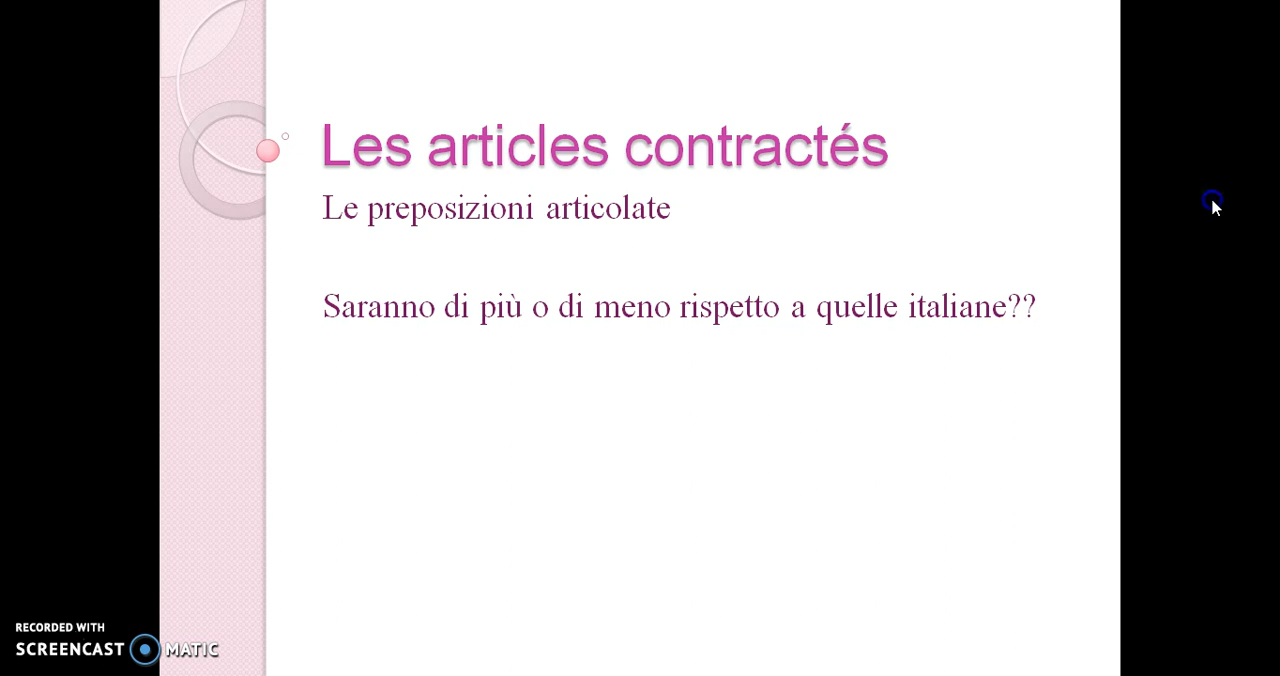 Les articles contractés
Le preposizioni articolate
Saranno di più o di meno rispetto a quelle italiane??
RECORDED WITH
SCREENCAST MATIC